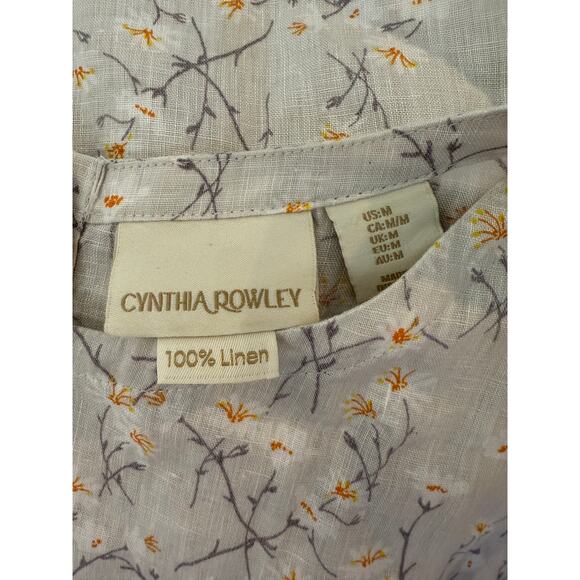 CYNTHIA ROWLEY
100% Linen
US:M
CA:M/M
UK:M
EU:M
AU:M